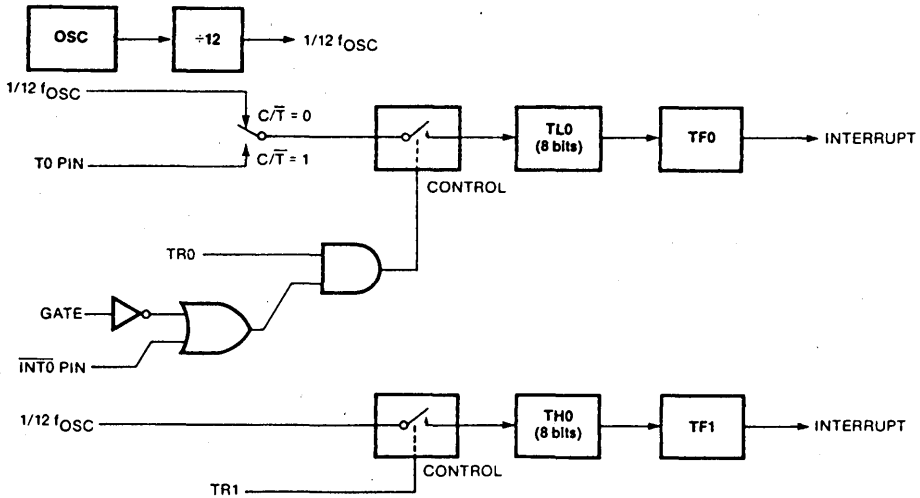 OSC
÷12
1/12 fOSC
1/12 fOSC
C/T̅ = 0
T0 PIN
C/T̅ = 1
CONTROL
TL0
(8 bits)
TF0
INTERRUPT
TR0
GATE
I̅N̅T̅0̅ PIN
1/12 fOSC
CONTROL
TH0
(8 bits)
TF1
INTERRUPT
TR1